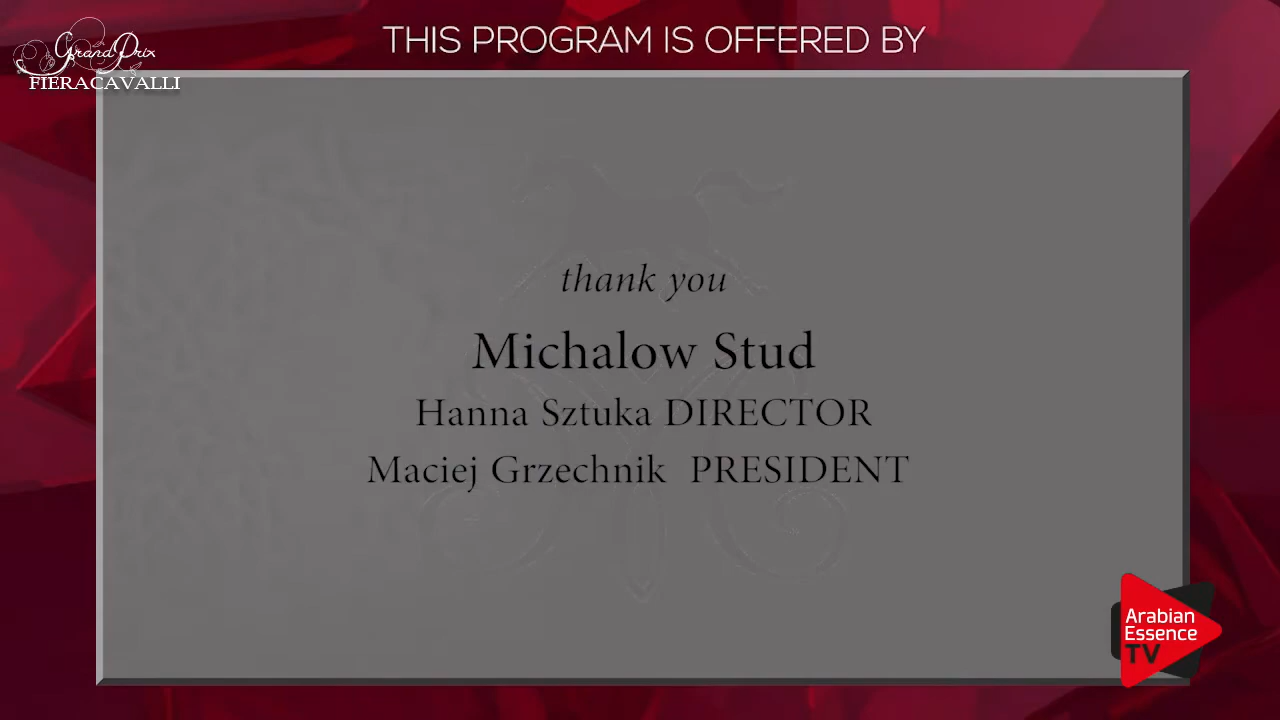 THIS PROGRAM IS OFFERED BY
Grand Prix
FIERACAVALLI
thank you
Michalow Stud
Hanna Sztuka DIRECTOR
Maciej Grzechnik PRESIDENT
Arabian
Essence
TV